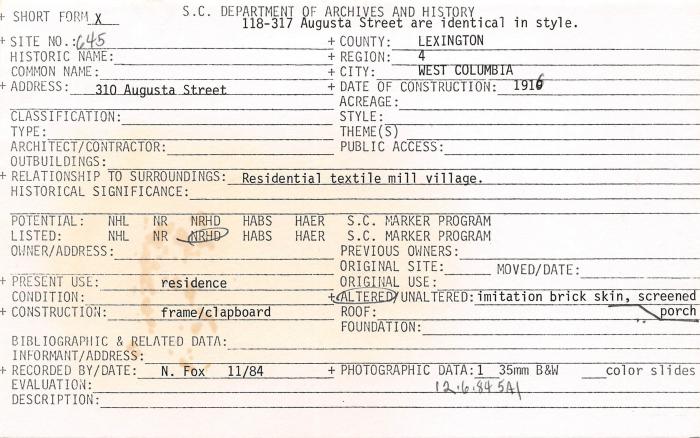 S.C. DEPARTMENT OF ARCHIVES AND HISTORY
+ SHORT FORM X 118-317 Augusta Street are identical in style.
+ SITE NO.: 645 + COUNTY: LEXINGTON
HISTORIC NAME: + REGION: 4
COMMON NAME: + CITY: WEST COLUMBIA
+ ADDRESS: 310 Augusta Street + DATE OF CONSTRUCTION: 1916
ACREAGE:
CLASSIFICATION: STYLE:
TYPE: THEME(S)
ARCHITECT/CONTRACTOR: PUBLIC ACCESS:
OUTBUILDINGS:
+ RELATIONSHIP TO SURROUNDINGS: Residential textile mill village.
HISTORICAL SIGNIFICANCE:
POTENTIAL: NHL NR NRHD HABS HAER S.C. MARKER PROGRAM
LISTED: NHL NR NRHD HABS HAER S.C. MARKER PROGRAM
OWNER/ADDRESS: PREVIOUS OWNERS:
ORIGINAL SITE: MOVED/DATE:
+ PRESENT USE: residence ORIGINAL USE:
CONDITION: + ALTERED/UNALTERED: imitation brick skin, screened
+ CONSTRUCTION: frame/clapboard ROOF: porch
FOUNDATION:
BIBLIOGRAPHIC & RELATED DATA:
INFORMANT/ADDRESS:
+ RECORDED BY/DATE: N. Fox 11/84 + PHOTOGRAPHIC DATA: 1 35mm B&W color slides
EVALUATION: 12.6.84 5A1
DESCRIPTION: